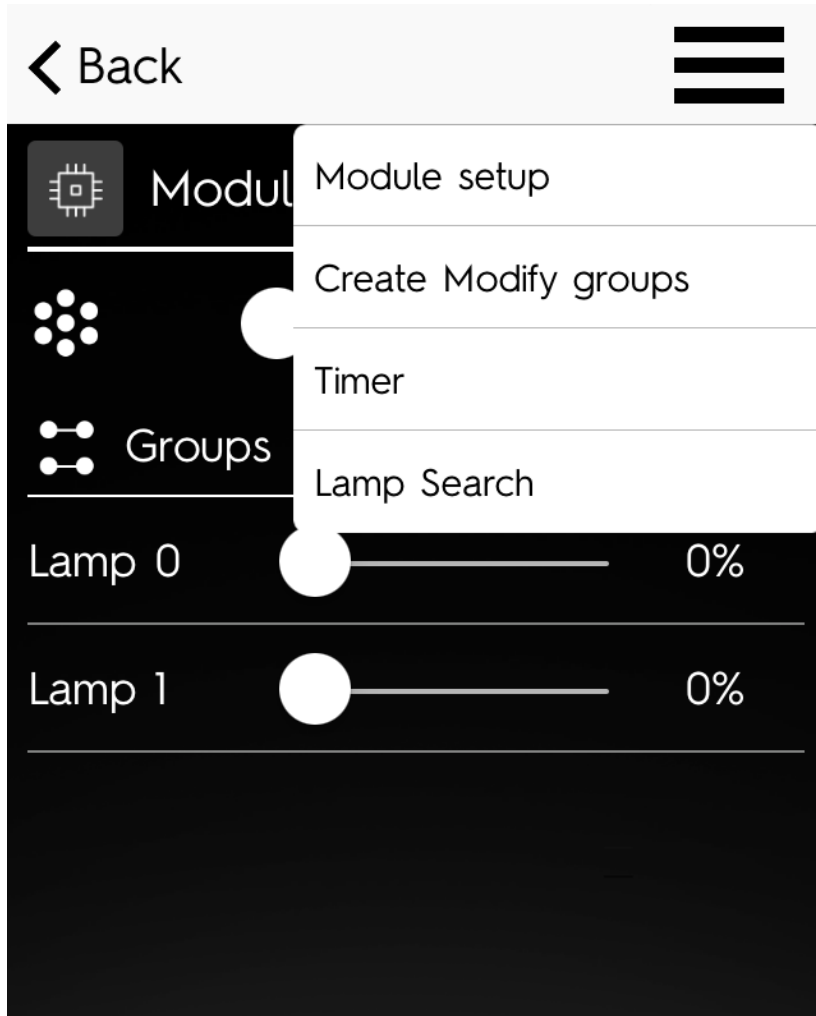 Back
Modul
Module setup
Create Modify groups
Timer
Groups
Lamp Search
Lamp 0 0%
Lamp 1 0%